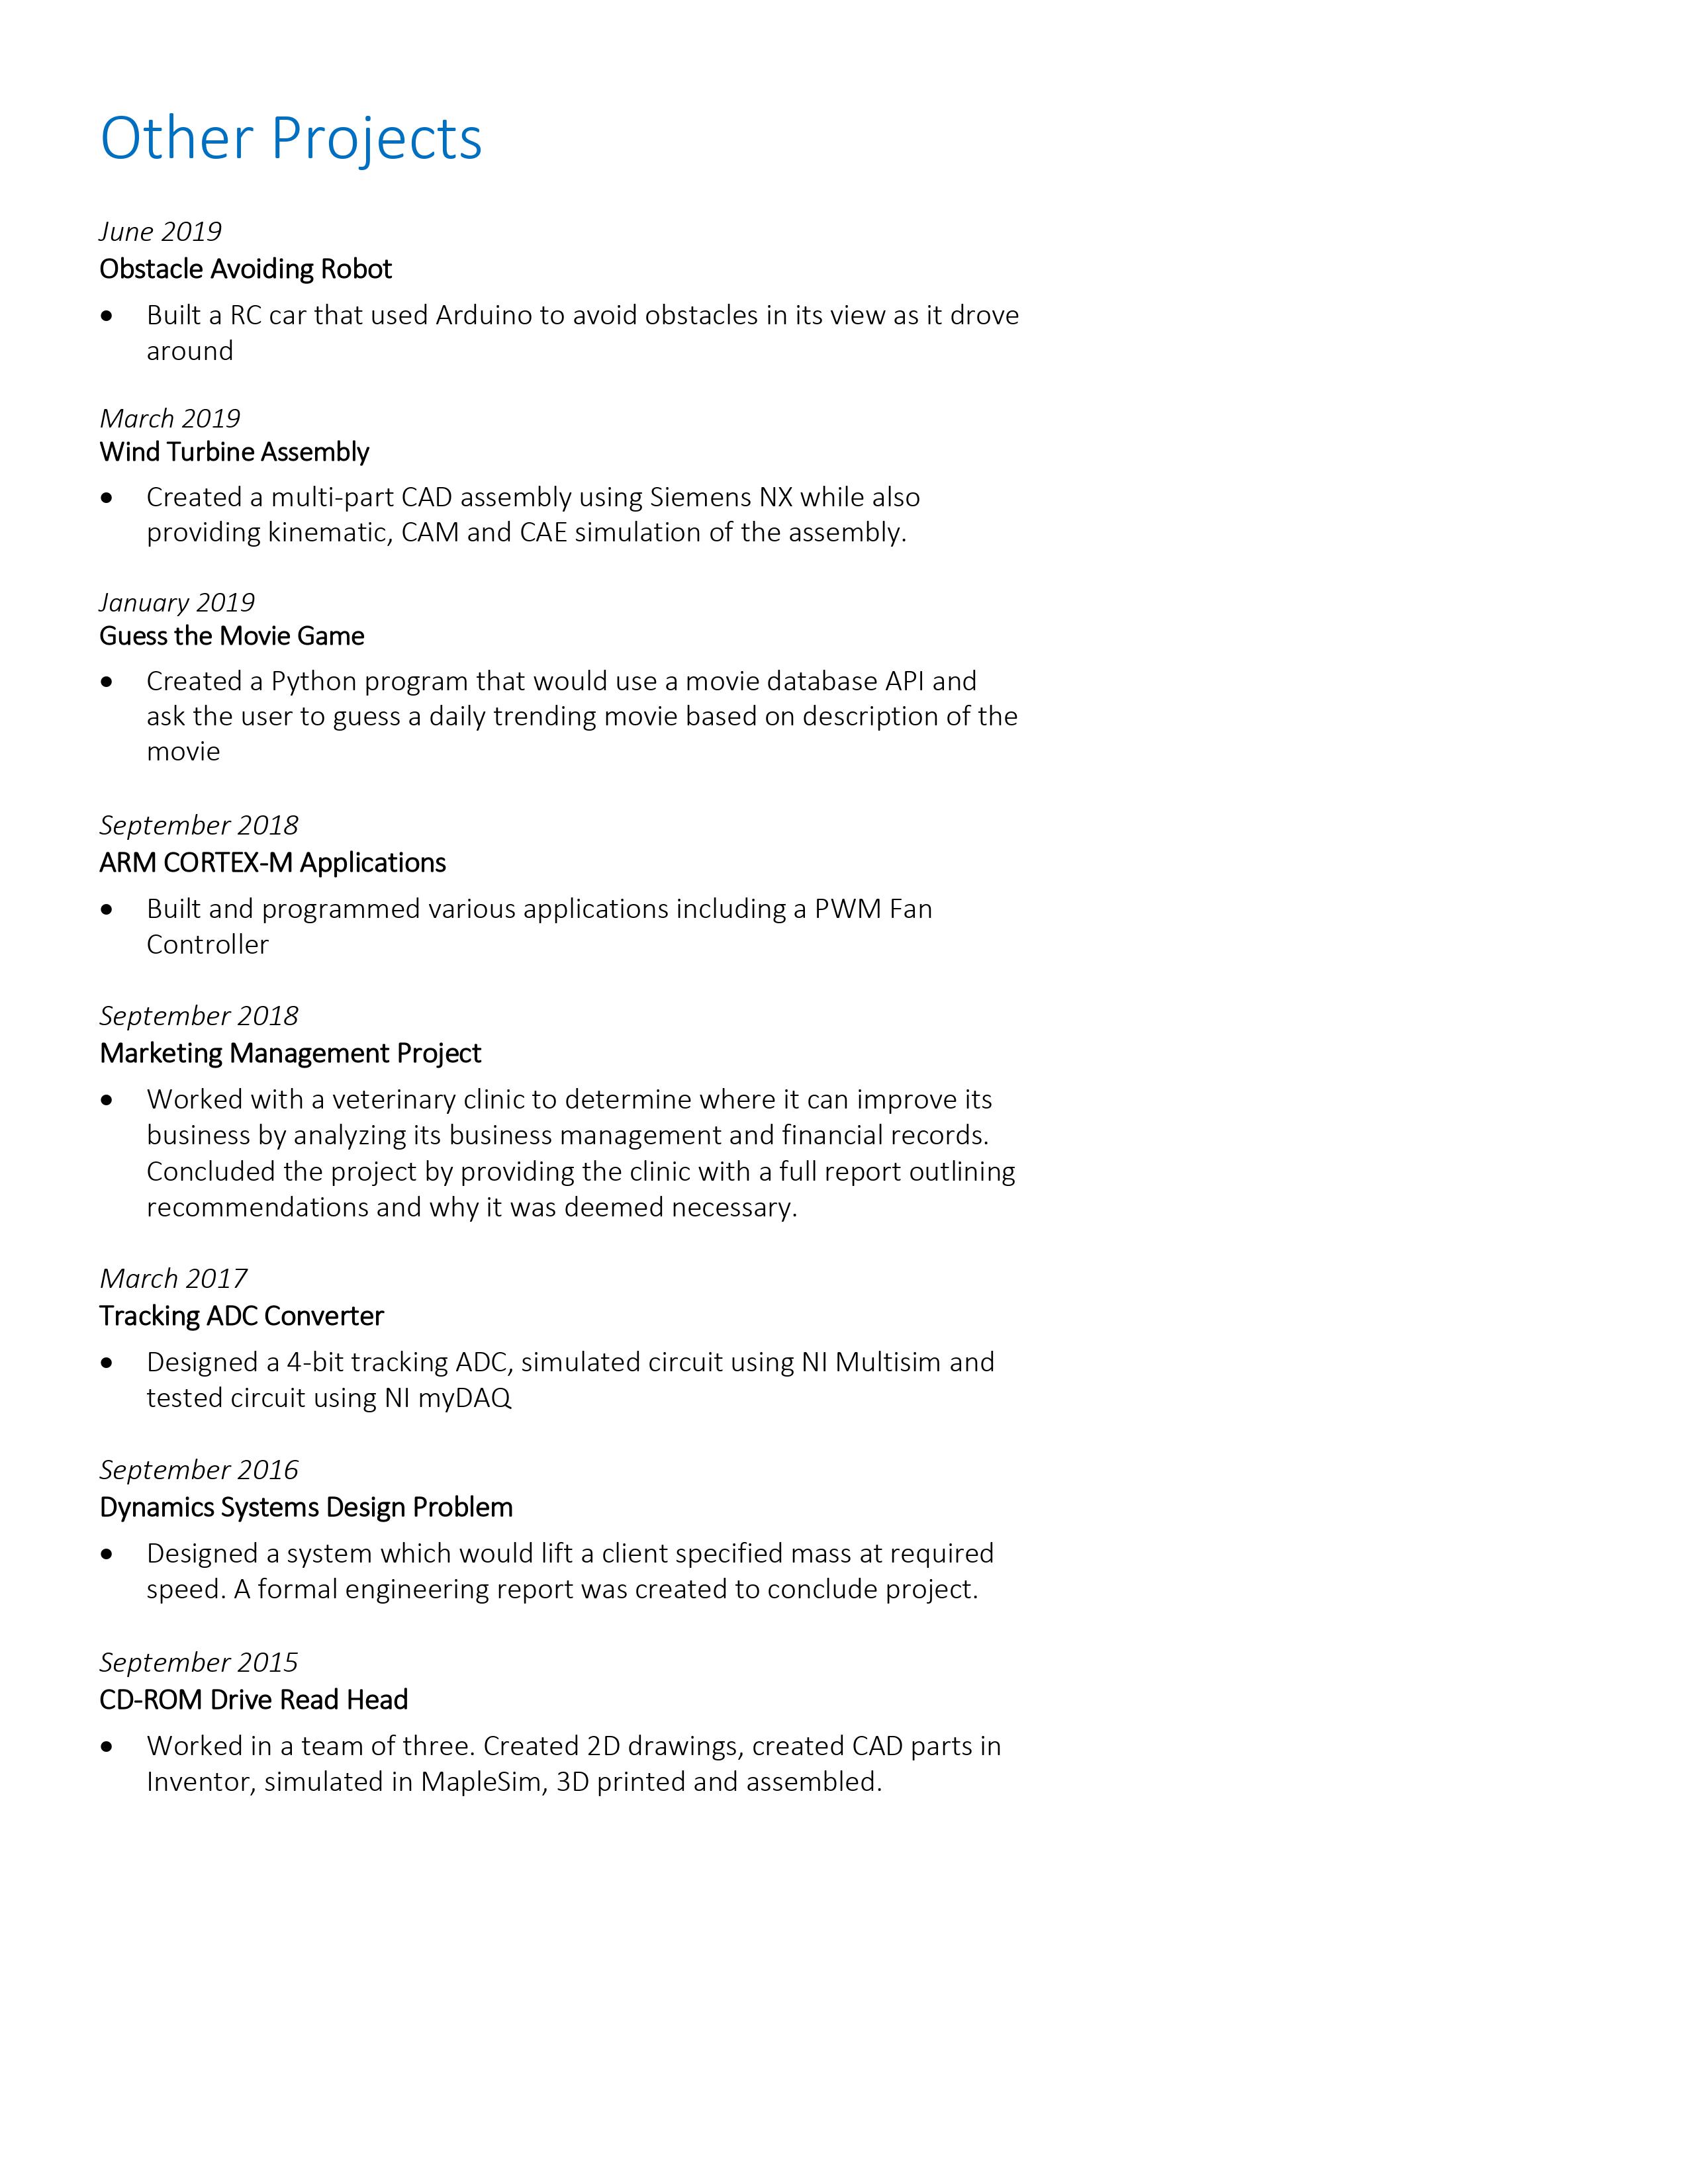 Other Projects
June 2019
Obstacle Avoiding Robot
• Built a RC car that used Arduino to avoid obstacles in its view as it drove
around
March 2019
Wind Turbine Assembly
• Created a multi-part CAD assembly using Siemens NX while also
providing kinematic, CAM and CAE simulation of the assembly.
January 2019
Guess the Movie Game
• Created a Python program that would use a movie database API and
ask the user to guess a daily trending movie based on description of the
movie
September 2018
ARM CORTEX-M Applications
• Built and programmed various applications including a PWM Fan
Controller
September 2018
Marketing Management Project
• Worked with a veterinary clinic to determine where it can improve its
business by analyzing its business management and financial records.
Concluded the project by providing the clinic with a full report outlining
recommendations and why it was deemed necessary.
March 2017
Tracking ADC Converter
• Designed a 4-bit tracking ADC, simulated circuit using NI Multisim and
tested circuit using NI myDAQ
September 2016
Dynamics Systems Design Problem
• Designed a system which would lift a client specified mass at required
speed. A formal engineering report was created to conclude project.
September 2015
CD-ROM Drive Read Head
• Worked in a team of three. Created 2D drawings, created CAD parts in
Inventor, simulated in MapleSim, 3D printed and assembled.